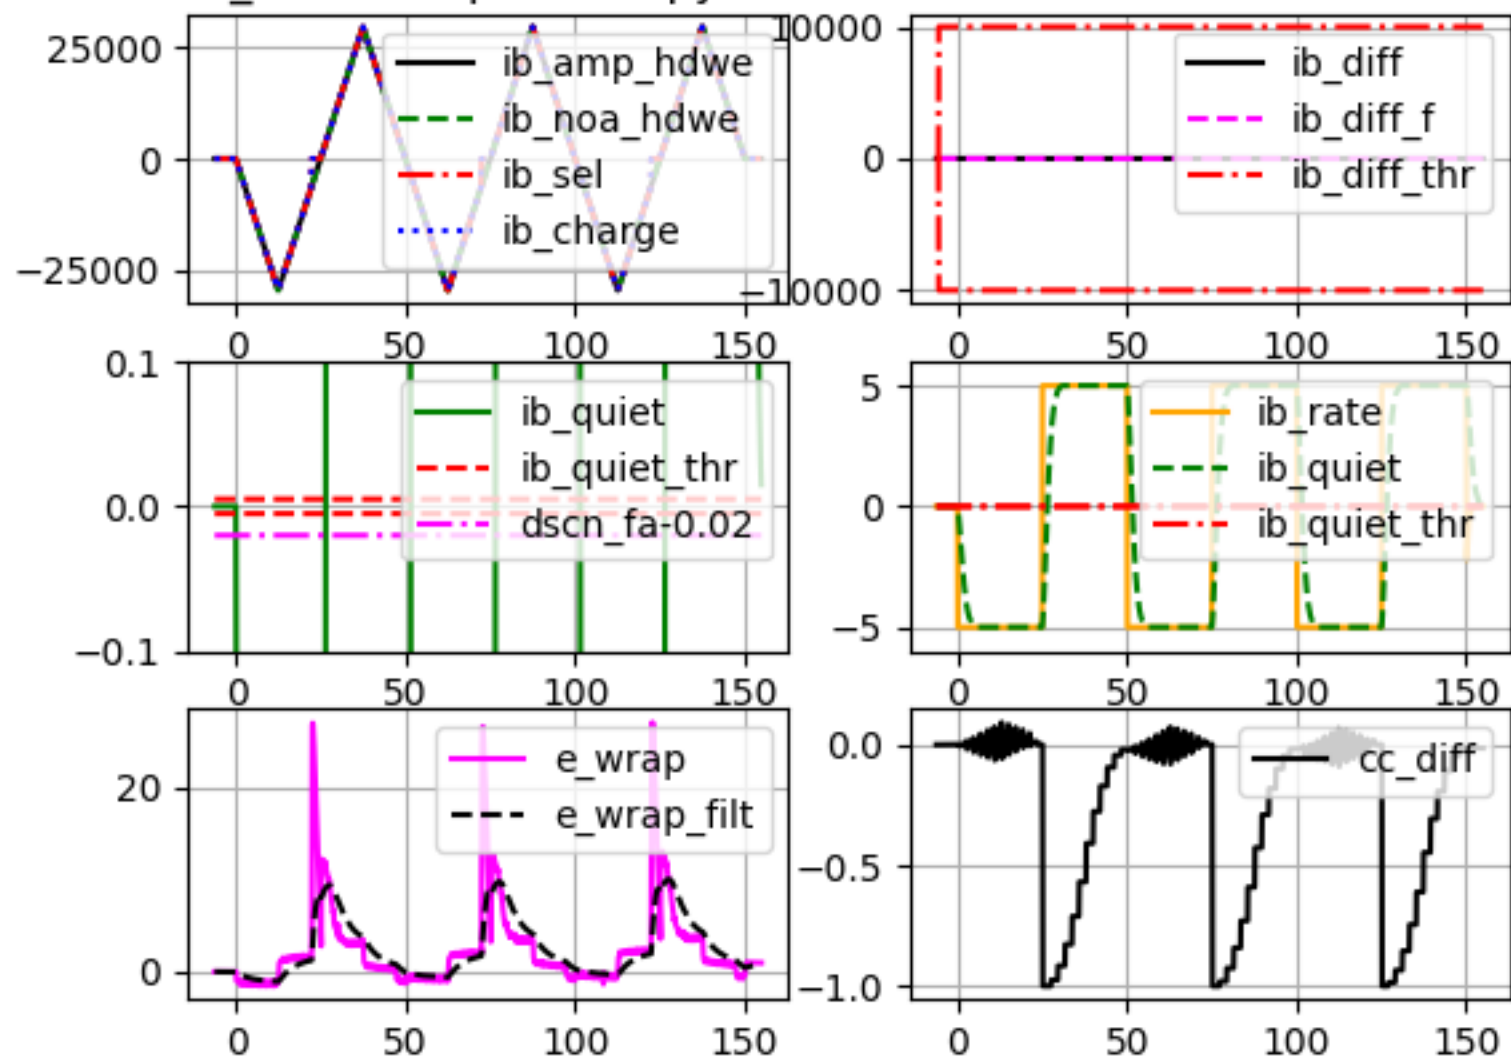 25000
0
−25000
ib_amp_hdwe
ib_noa_hdwe
ib_sel
ib_charge
0 50 100 150
10000
0
−10000
ib_diff
ib_diff_f
ib_diff_thr
0 50 100 150
0.1
0.0
−0.1
ib_quiet
ib_quiet_thr
dscn_fa-0.02
0 50 100 150
5
0
−5
ib_rate
ib_quiet
ib_quiet_thr
0 50 100 150
20
0
e_wrap
e_wrap_filt
0 50 100 150
0.0
−0.5
−1.0
cc_diff
0 50 100 150